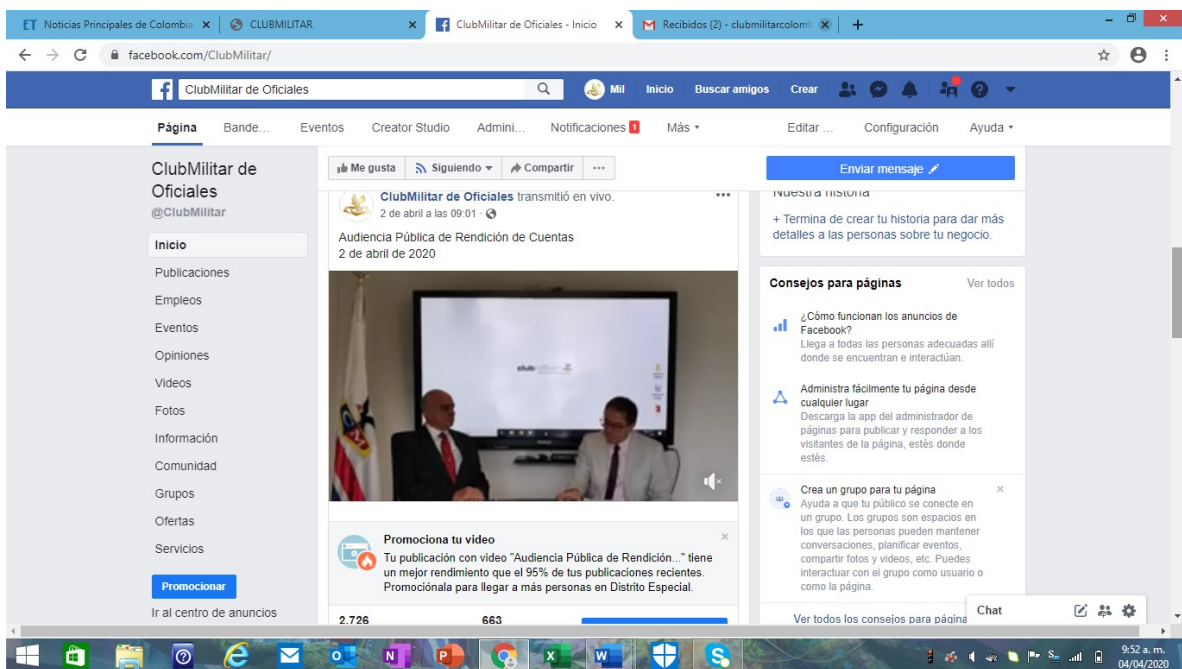 ET Noticias Principales de Colombia
CLUBMILITAR
ClubMilitar de Oficiales - Inicio
Recibidos (2) - clubmilitarcolomb
facebook.com/ClubMilitar/
ClubMilitar de Oficiales
Mil
Inicio
Buscar amigos
Crear
Página
Bande...
Eventos
Creator Studio
Admini...
Notificaciones 1
Más
Editar ...
Configuración
Ayuda
ClubMilitar de
Oficiales
@ClubMilitar
Inicio
Publicaciones
Empleos
Eventos
Opiniones
Videos
Fotos
Información
Comunidad
Grupos
Ofertas
Servicios
Promocionar
Ir al centro de anuncios
Me gusta
Siguiendo
Compartir
ClubMilitar de Oficiales transmitió en vivo.
2 de abril a las 09:01 ·
Audiencia Pública de Rendición de Cuentas
2 de abril de 2020
club
Promociona tu video
Tu publicación con video "Audiencia Pública de Rendición..." tiene
un mejor rendimiento que el 95% de tus publicaciones recientes.
Promociónala para llegar a más personas en Distrito Especial.
2.726
663
Enviar mensaje
Nuestra historia
+ Termina de crear tu historia para dar más
detalles a las personas sobre tu negocio.
Consejos para páginas
Ver todos
¿Cómo funcionan los anuncios de
Facebook?
Llega a todas las personas adecuadas allí
donde se encuentran e interactúan.
Administra fácilmente tu página desde
cualquier lugar
Descarga la app del administrador de
páginas para publicar y responder a los
visitantes de la página, estés donde
estés.
Crea un grupo para tu página
Ayuda a que tu público se conecte en
un grupo. Los grupos son espacios en
los que las personas pueden mantener
conversaciones, planificar eventos,
compartir fotos y videos, etc. Puedes
interactuar con el grupo como usuario o
como la página.
Ver todos los consejos para página
Chat
9:52 a. m.
04/04/2020